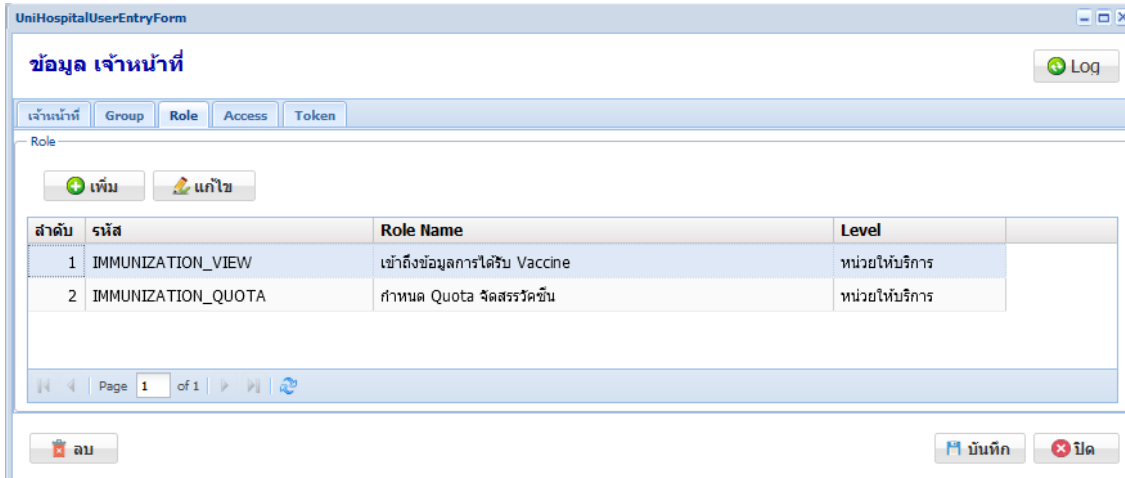 UniHospitalUserEntryForm
ข้อมูล เจ้าหน้าที่
Log
เจ้าหน้าที่ Group Role Access Token
Role
เพิ่ม แก้ไข
ลำดับ รหัส Role Name Level
1 IMMUNIZATION_VIEW เข้าถึงข้อมูลการได้รับ Vaccine หน่วยให้บริการ
2 IMMUNIZATION_QUOTA กำหนด Quota จัดสรรวัคซีน หน่วยให้บริการ
Page 1 of 1
ลบ บันทึก ปิด